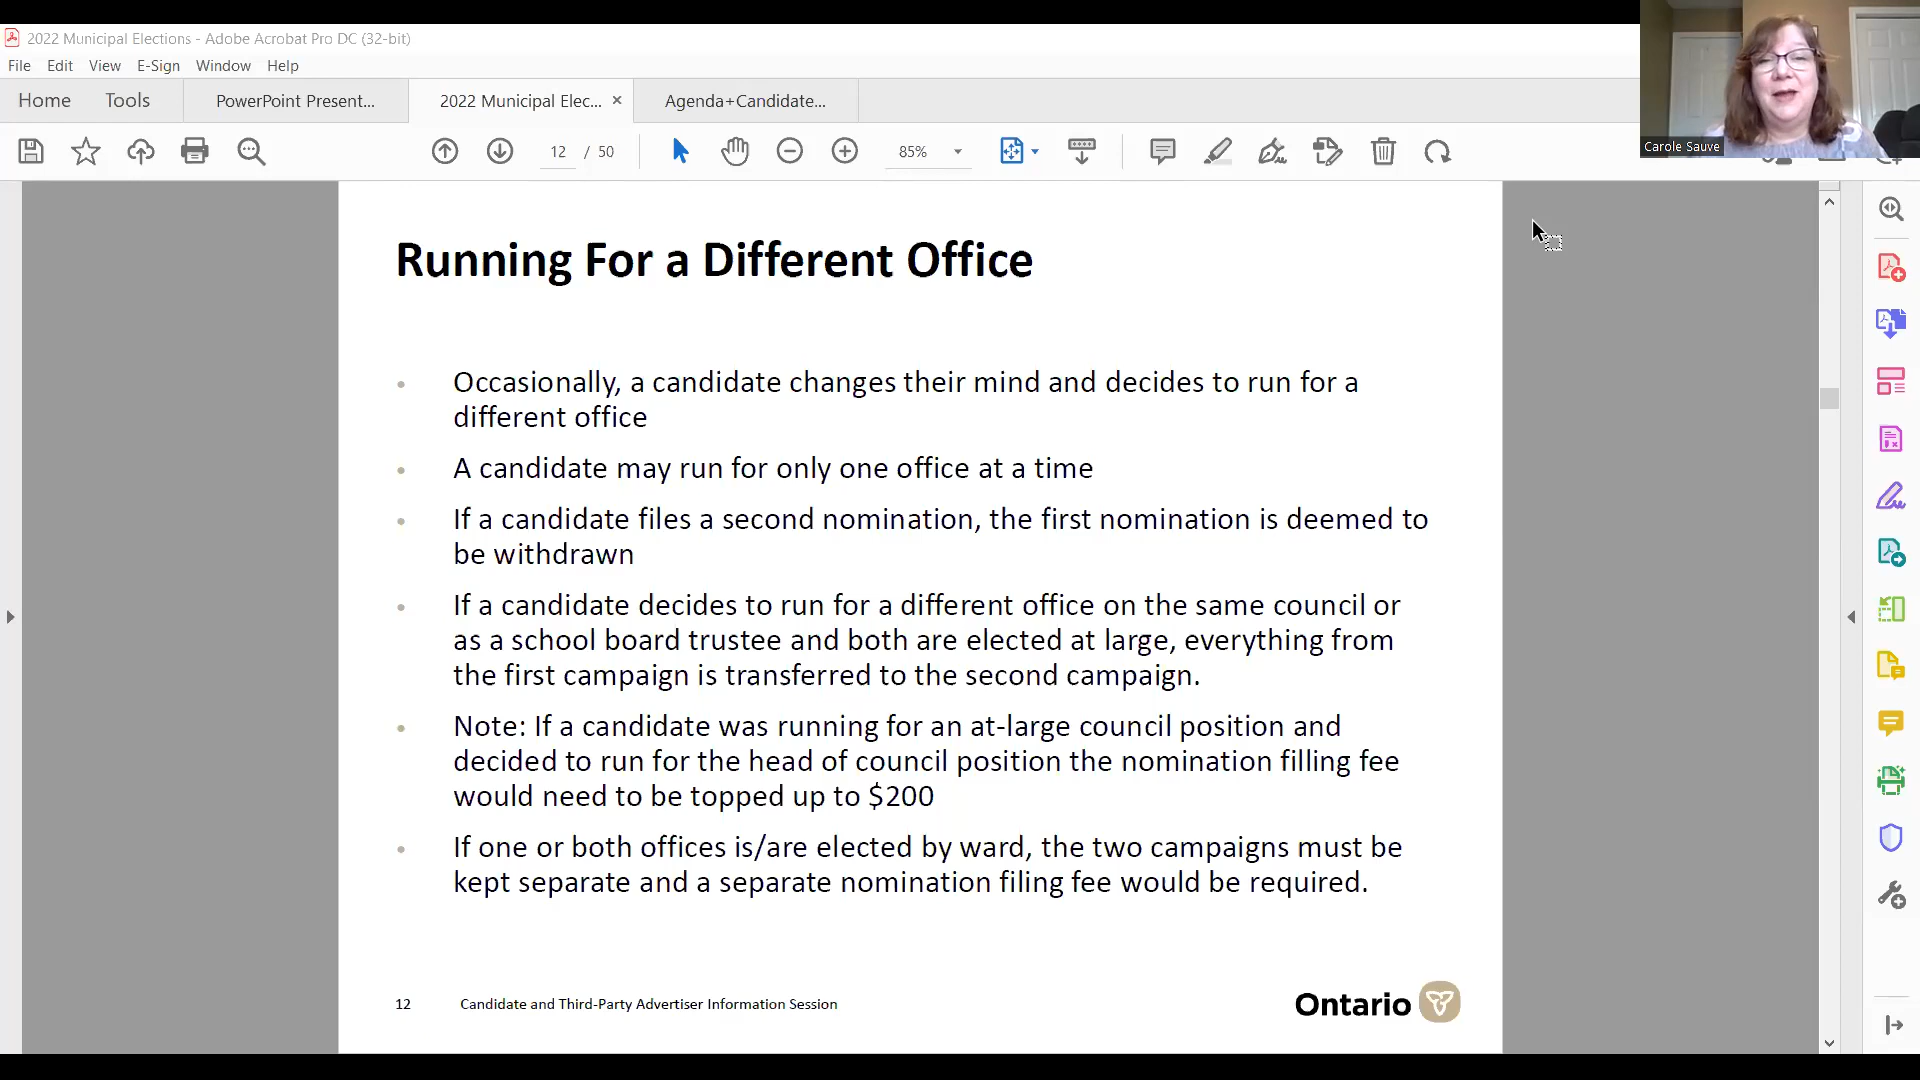 2022 Municipal Elections - Adobe Acrobat Pro DC (32-bit)
File Edit View E-Sign Window Help
Home Tools PowerPoint Present... 2022 Municipal Elec... × Agenda+Candidate...
12 / 50 85%
Carole Sauve
Running For a Different Office
• Occasionally, a candidate changes their mind and decides to run for a
different office
• A candidate may run for only one office at a time
• If a candidate files a second nomination, the first nomination is deemed to
be withdrawn
• If a candidate decides to run for a different office on the same council or
as a school board trustee and both are elected at large, everything from
the first campaign is transferred to the second campaign.
• Note: If a candidate was running for an at-large council position and
decided to run for the head of council position the nomination filling fee
would need to be topped up to $200
• If one or both offices is/are elected by ward, the two campaigns must be
kept separate and a separate nomination filing fee would be required.
12 Candidate and Third-Party Advertiser Information Session
Ontario